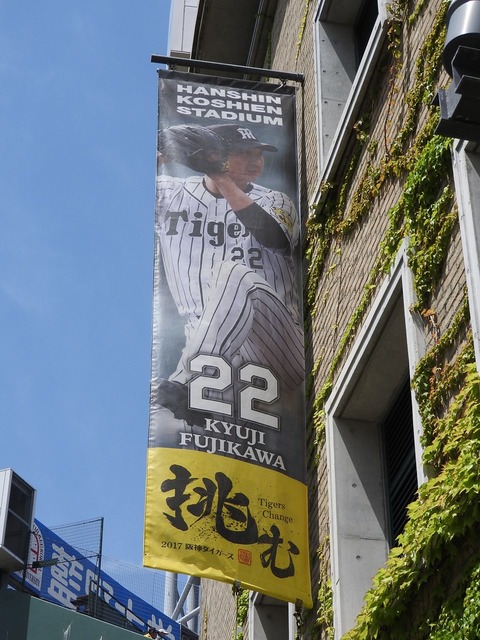 HANSHIN
KOSHIEN
STADIUM
Tige
22
22
KYUJI
FUJIKAWA
挑む
Tigers
Change
2017 阪神タイガース